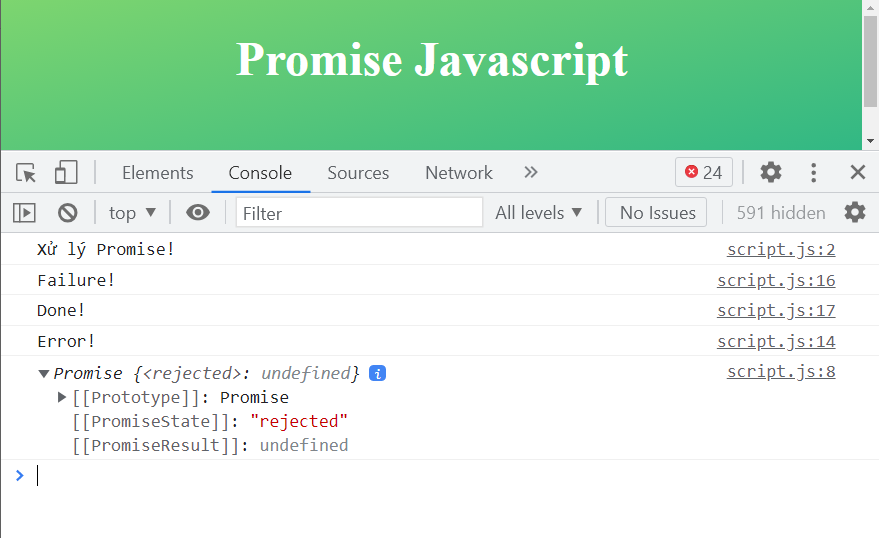 Promise Javascript
Elements Console Sources Network » 24
top ▼ Filter All levels ▼ No Issues 591 hidden
Xử lý Promise! script.js:2
Failure! script.js:16
Done! script.js:17
Error! script.js:14
▼Promise {<rejected>: undefined} i script.js:8
▶[[Prototype]]: Promise
[[PromiseState]]: "rejected"
[[PromiseResult]]: undefined
>